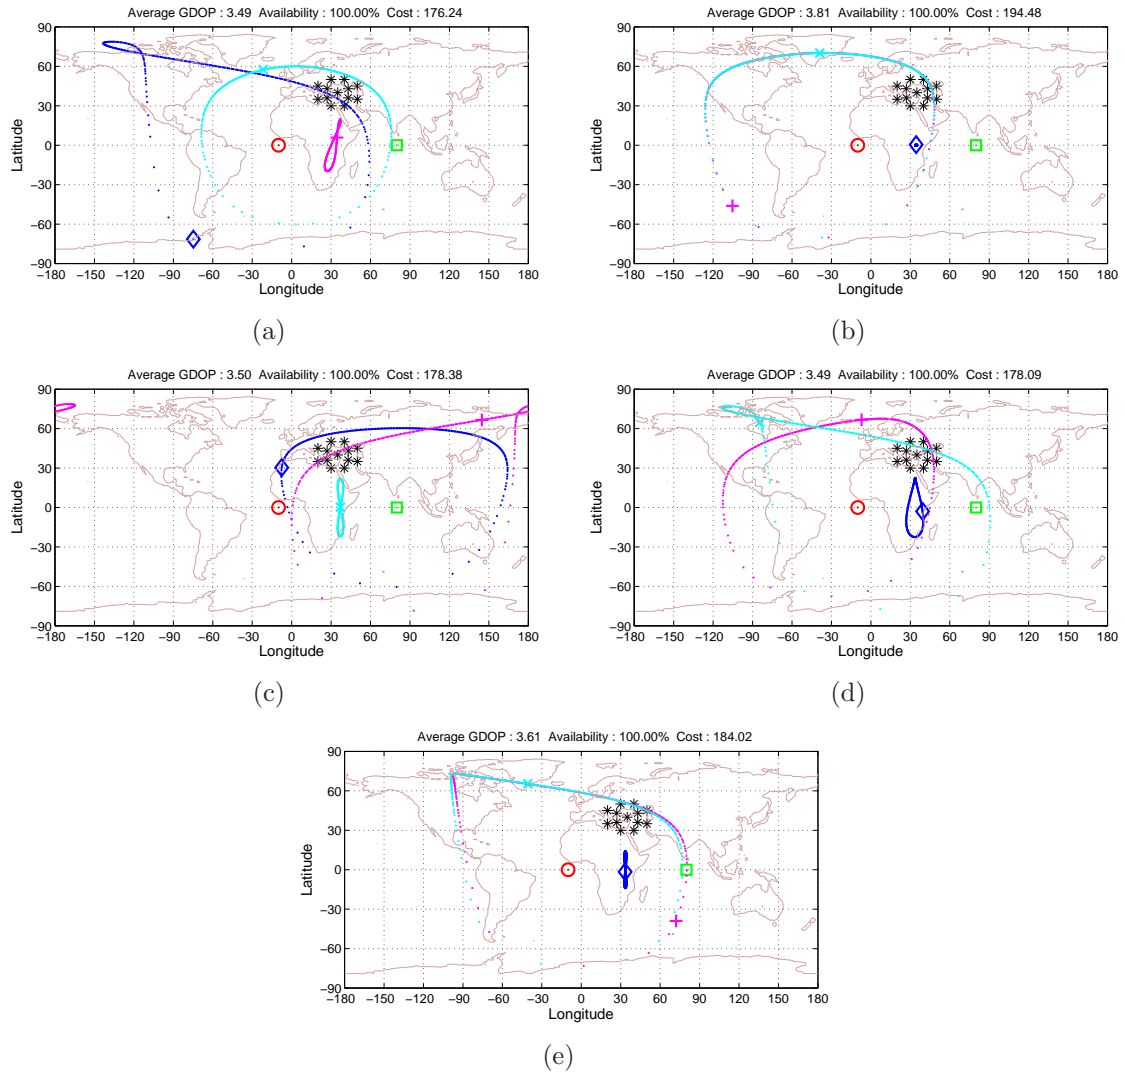 Average GDOP : 3.49 Availability : 100.00% Cost : 176.24
90
60
30
0
−30
−60
−90
Latitude
−180 −150 −120 −90 −60 −30 0 30 60 90 120 150 180
Longitude
(a)
Average GDOP : 3.81 Availability : 100.00% Cost : 194.48
90
60
30
0
−30
−60
−90
Latitude
−180 −150 −120 −90 −60 −30 0 30 60 90 120 150 180
Longitude
(b)
Average GDOP : 3.50 Availability : 100.00% Cost : 178.38
90
60
30
0
−30
−60
−90
Latitude
−180 −150 −120 −90 −60 −30 0 30 60 90 120 150 180
Longitude
(c)
Average GDOP : 3.49 Availability : 100.00% Cost : 178.09
90
60
30
0
−30
−60
−90
Latitude
−180 −150 −120 −90 −60 −30 0 30 60 90 120 150 180
Longitude
(d)
Average GDOP : 3.61 Availability : 100.00% Cost : 184.02
90
60
30
0
−30
−60
−90
Latitude
−180 −150 −120 −90 −60 −30 0 30 60 90 120 150 180
Longitude
(e)